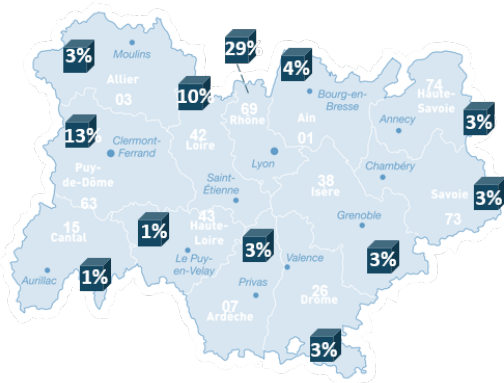 29%
3%
Moulins
4%
Allier
03
10%
69
Rhône
Bourg-en-
Bresse
Ain
01
74
Haute-
Savoie
Annecy
3%
13%
Clermont-
Ferrand
42
Loire
Lyon
Puy-
de-Dôme
63
Saint-
Étienne
38
Isère
Chambéry
Savoie
73
3%
15
Cantal
1%
43
Haute-
Loire
Grenoble
3%
Le Puy-
en-Velay
3%
Aurillac
1%
Privas
Valence
07
Ardèche
26
Drôme
3%